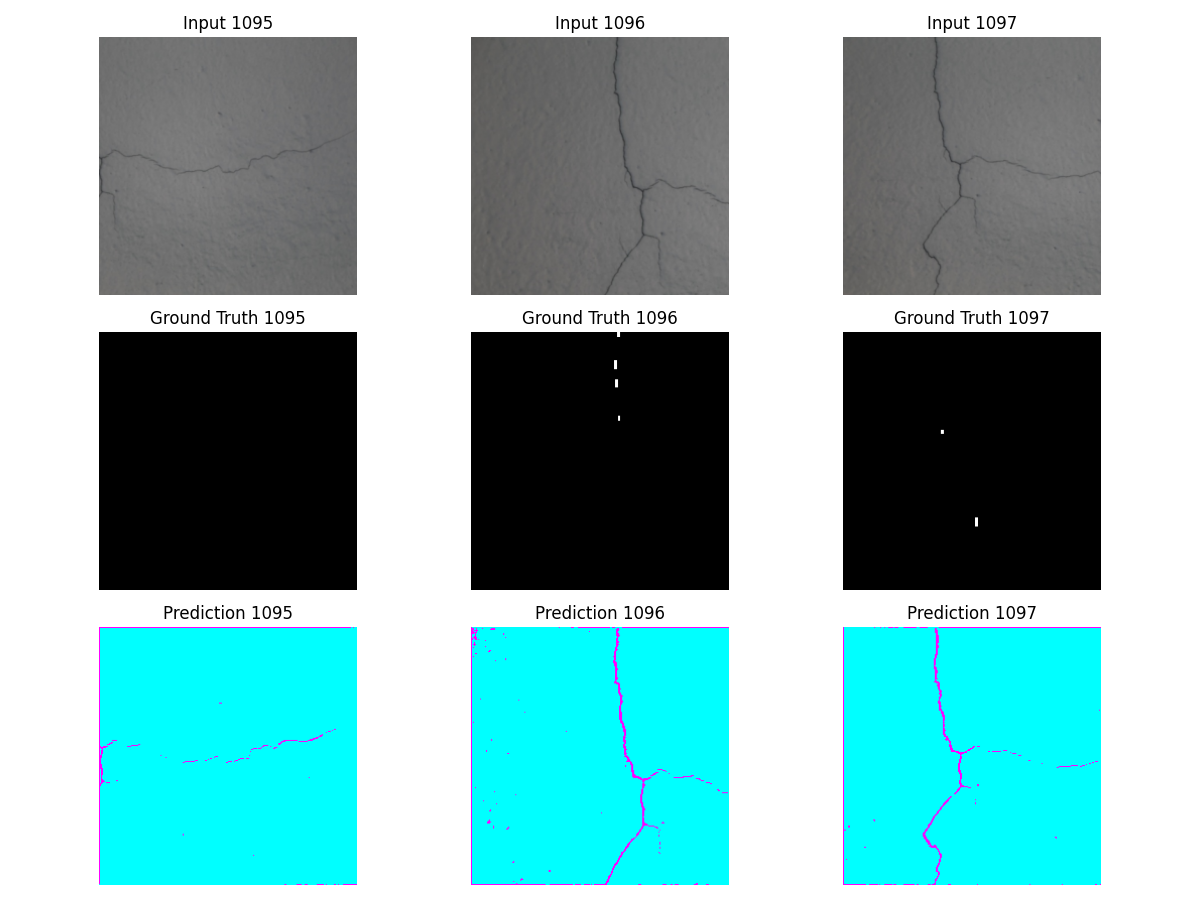 Input 1095
Input 1096
Input 1097
Ground Truth 1095
Ground Truth 1096
Ground Truth 1097
Prediction 1095
Prediction 1096
Prediction 1097